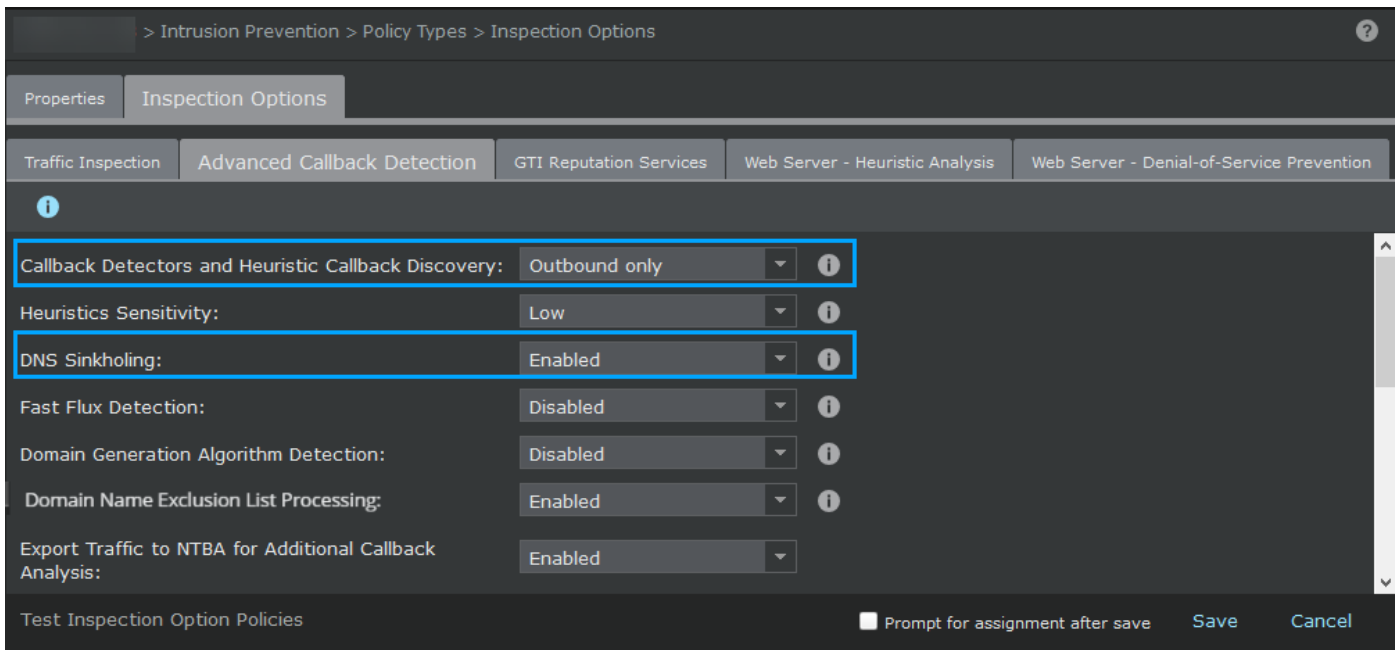 > Intrusion Prevention > Policy Types > Inspection Options
Properties Inspection Options
Traffic Inspection Advanced Callback Detection GTI Reputation Services Web Server - Heuristic Analysis Web Server - Denial-of-Service Prevention
Callback Detectors and Heuristic Callback Discovery: Outbound only
Heuristics Sensitivity: Low
DNS Sinkholing: Enabled
Fast Flux Detection: Disabled
Domain Generation Algorithm Detection: Disabled
Domain Name Exclusion List Processing: Enabled
Export Traffic to NTBA for Additional Callback
Analysis: Enabled
Test Inspection Option Policies Prompt for assignment after save Save Cancel